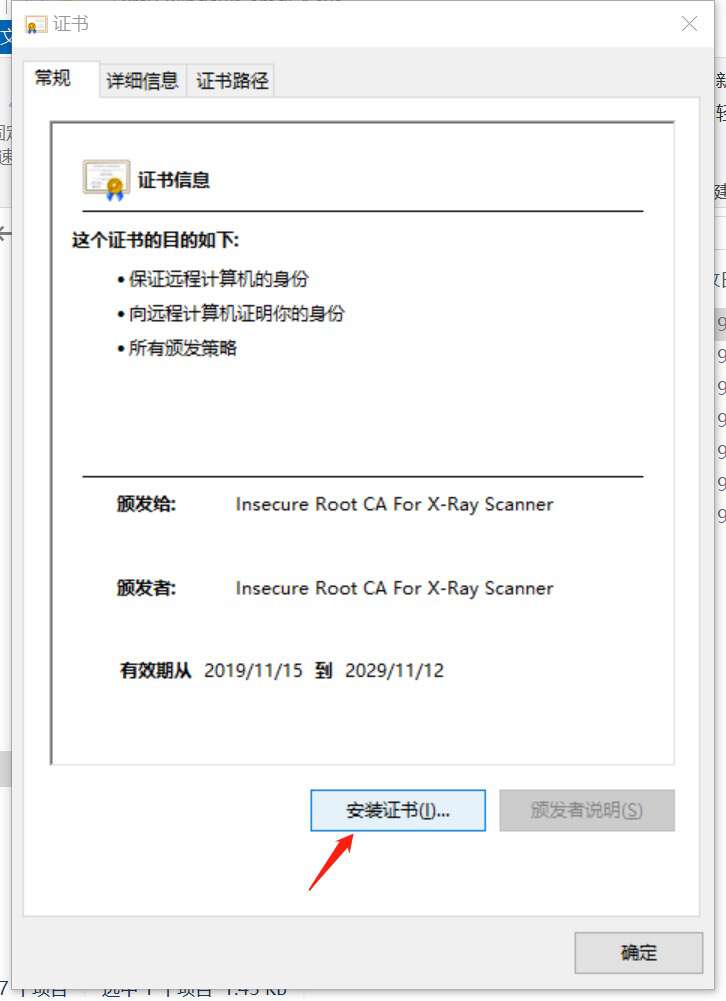 证书
常规
详细信息
证书路径
证书信息
这个证书的目的如下:
• 保证远程计算机的身份
• 向远程计算机证明你的身份
• 所有颁发策略
颁发给: Insecure Root CA For X-Ray Scanner
颁发者: Insecure Root CA For X-Ray Scanner
有效期从 2019/11/15 到 2029/11/12
安装证书(I)...
颁发者说明(S)
确定